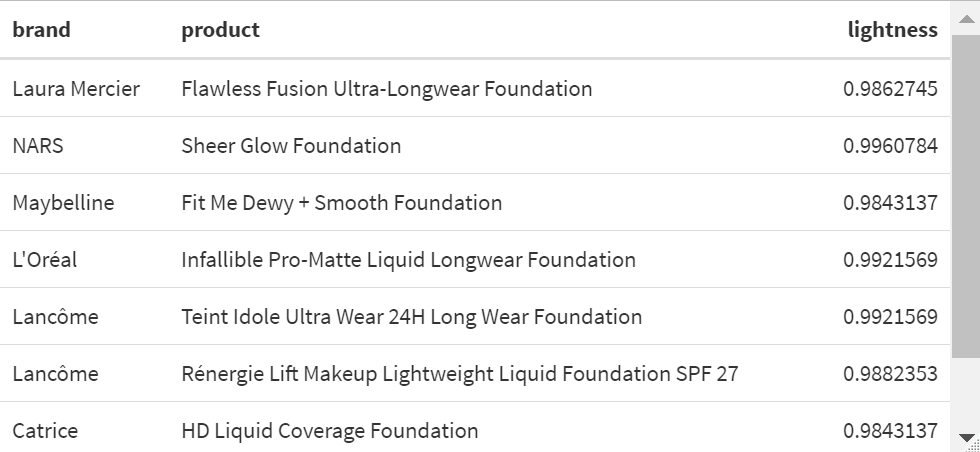 brand product lightness
Laura Mercier Flawless Fusion Ultra-Longwear Foundation 0.9862745
NARS Sheer Glow Foundation 0.9960784
Maybelline Fit Me Dewy + Smooth Foundation 0.9843137
L'Oréal Infallible Pro-Matte Liquid Longwear Foundation 0.9921569
Lancôme Teint Idole Ultra Wear 24H Long Wear Foundation 0.9921569
Lancôme Rénergie Lift Makeup Lightweight Liquid Foundation SPF 27 0.9882353
Catrice HD Liquid Coverage Foundation 0.9843137